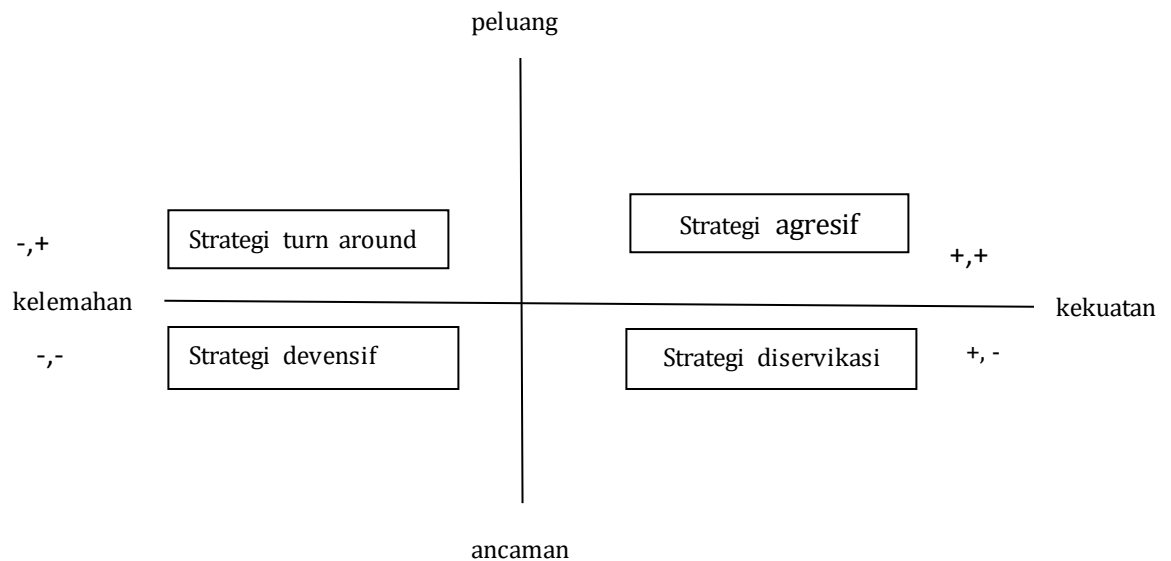 peluang
Strategi agresif
Strategi turn around
-,+
+,+
kelemahan
kekuatan
-,-
Strategi devensif
Strategi diservikasi
+, -
ancaman